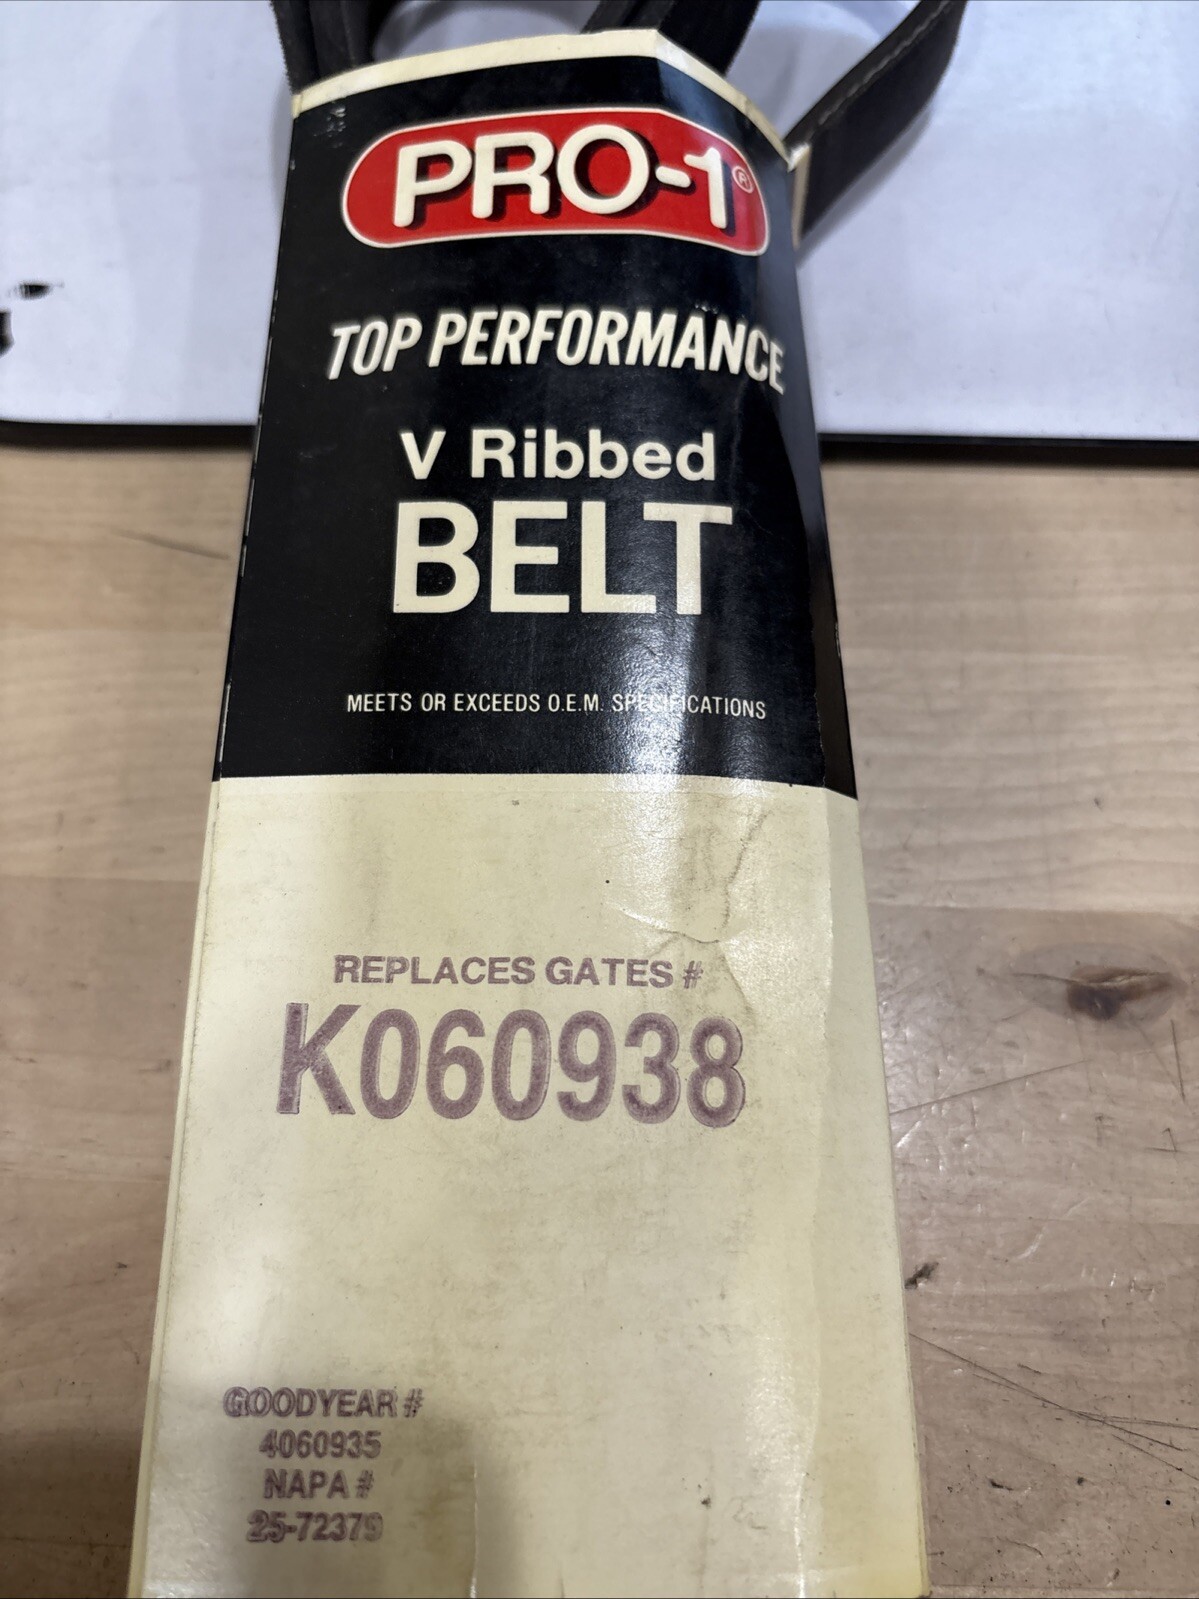 PRO-1®
TOP PERFORMANCE
V Ribbed
BELT
MEETS OR EXCEEDS O.E.M. SPECIFICATIONS
REPLACES GATES #
K060938
GOODYEAR #
4060935
NAPA #
25-72379